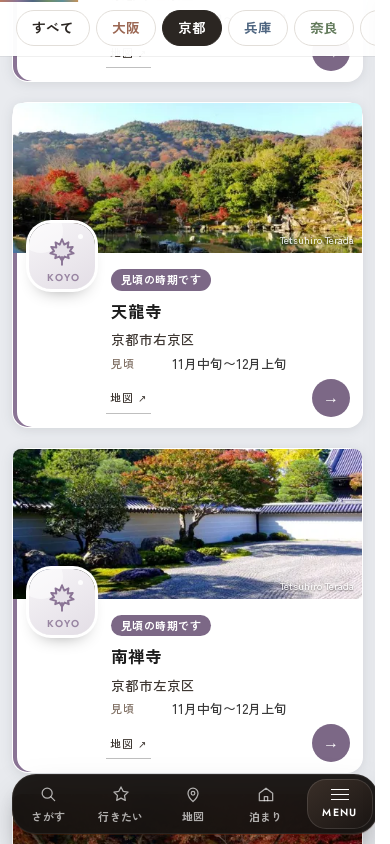 すべて
大阪
京都
兵庫
奈良
Tetsuhiro Terada
KOYO
見頃の時期です
天龍寺
京都市右京区
見頃 11月中旬〜12月上旬
地図 ↗
→
Tetsuhiro Terada
KOYO
見頃の時期です
南禅寺
京都市左京区
見頃 11月中旬〜12月上旬
地図 ↗
→
さがす
行きたい
地図
泊まり
MENU